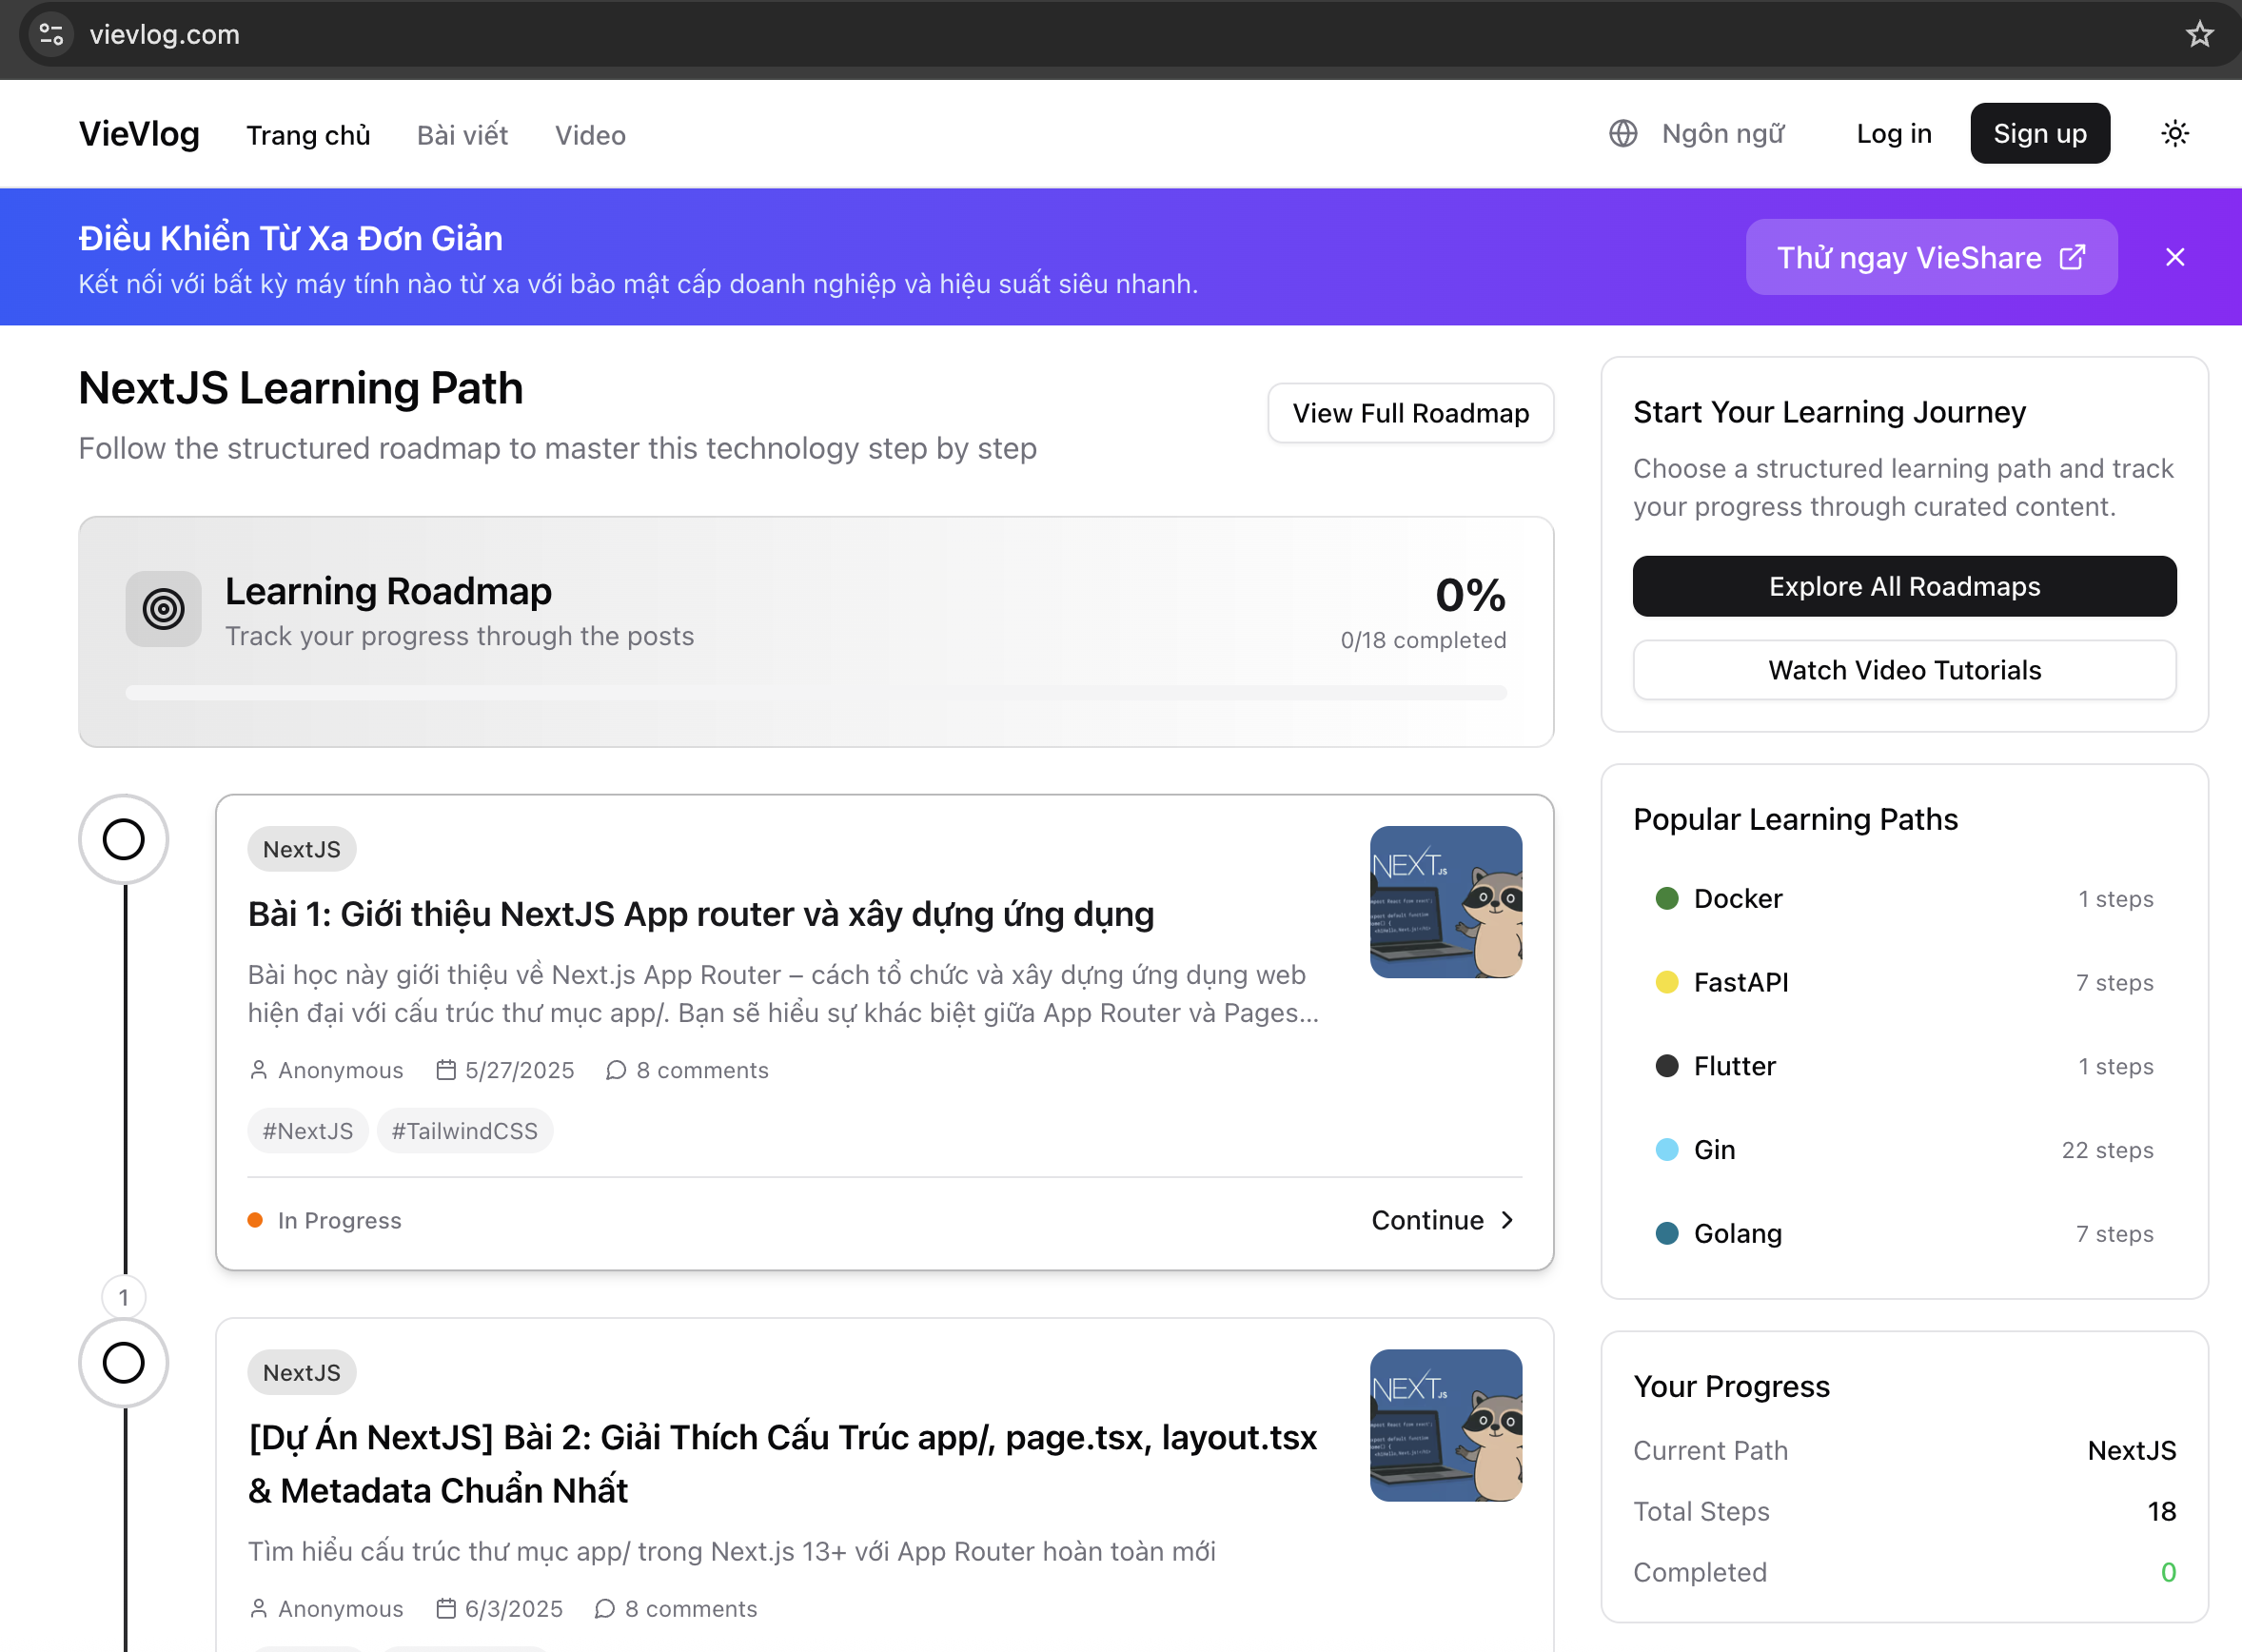 vievlog.com
VieVlog
Trang chủ
Bài viết
Video
Ngôn ngữ
Log in
Sign up
Điều Khiển Từ Xa Đơn Giản
Kết nối với bất kỳ máy tính nào từ xa với bảo mật cấp doanh nghiệp và hiệu suất siêu nhanh.
Thử ngay VieShare
NextJS Learning Path
Follow the structured roadmap to master this technology step by step
View Full Roadmap
Learning Roadmap
Track your progress through the posts
0%
0/18 completed
NextJS
Bài 1: Giới thiệu NextJS App router và xây dựng ứng dụng
Bài học này giới thiệu về Next.js App Router – cách tổ chức và xây dựng ứng dụng web
hiện đại với cấu trúc thư mục app/. Bạn sẽ hiểu sự khác biệt giữa App Router và Pages...
Anonymous
5/27/2025
8 comments
#NextJS
#TailwindCSS
In Progress
Continue
NEXT.JS
1
NextJS
[Dự Án NextJS] Bài 2: Giải Thích Cấu Trúc app/, page.tsx, layout.tsx
& Metadata Chuẩn Nhất
Tìm hiểu cấu trúc thư mục app/ trong Next.js 13+ với App Router hoàn toàn mới
Anonymous
6/3/2025
8 comments
NEXT.JS
Start Your Learning Journey
Choose a structured learning path and track
your progress through curated content.
Explore All Roadmaps
Watch Video Tutorials
Popular Learning Paths
Docker
1 steps
FastAPI
7 steps
Flutter
1 steps
Gin
22 steps
Golang
7 steps
Your Progress
Current Path
NextJS
Total Steps
18
Completed
0